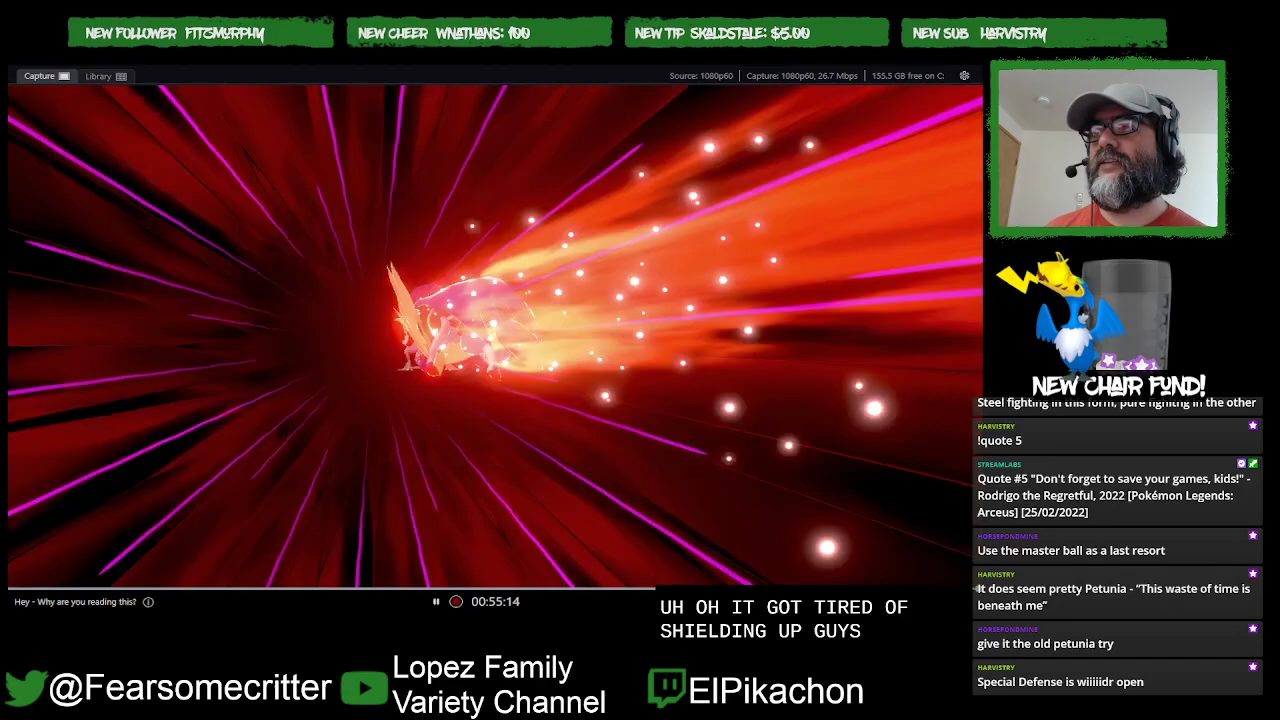 NEW FOLLOWER FITZMURPHY
NEW CHEER WNATHANS: 100
NEW TIP SKALDSTALE: $5.00
NEW SUB HARVISTRY
Capture
Library
Source: 1080p60
Capture: 1080p60, 26.7 Mbps
155.5 GB free on C:
NEW CHAIR FUND!
Steel fighting in this form, pure fighting in the other
HARVISTRY
!quote 5
STREAMLABS
Quote #5 "Don't forget to save your games, kids!" -
Rodrigo the Regretful, 2022 [Pokémon Legends:
Arceus] [25/02/2022]
HORSEPONDMINE
Use the master ball as a last resort
HARVISTRY
It does seem pretty Petunia - “This waste of time is
beneath me”
HORSEPONDMINE
give it the old petunia try
HARVISTRY
Special Defense is wiiiiidr open
Hey - Why are you reading this?
00:55:14
UH OH IT GOT TIRED OF
SHIELDING UP GUYS
@Fearsomecritter
Lopez Family
Variety Channel
ElPikachon